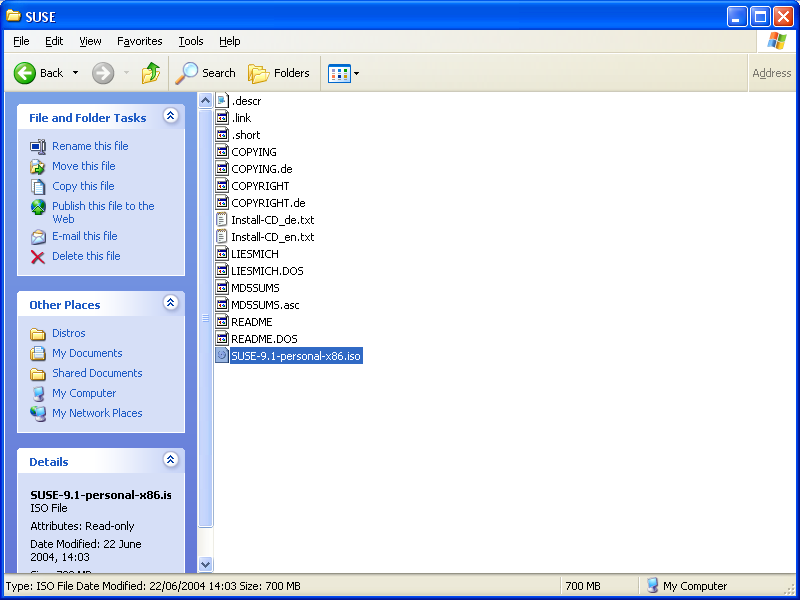 SUSE
File Edit View Favorites Tools Help
Back Search Folders Address
File and Folder Tasks
Rename this file
Move this file
Copy this file
Publish this file to the
Web
E-mail this file
Delete this file
Other Places
Distros
My Documents
Shared Documents
My Computer
My Network Places
Details
SUSE-9.1-personal-x86.is
ISO File
Attributes: Read-only
Date Modified: 22 June
2004, 14:03
.descr
.link
.short
COPYING
COPYING.de
COPYRIGHT
COPYRIGHT.de
Install-CD_de.txt
Install-CD_en.txt
LIESMICH
LIESMICH.DOS
MD5SUMS
MD5SUMS.asc
README
README.DOS
SUSE-9.1-personal-x86.iso
Type: ISO File Date Modified: 22/06/2004 14:03 Size: 700 MB 700 MB My Computer